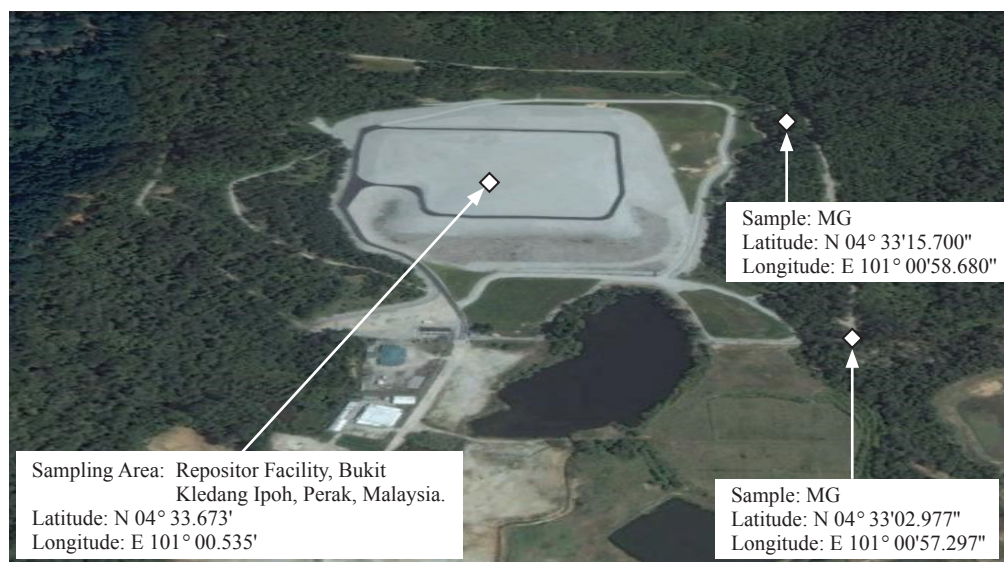 Sample: MG
Latitude: N 04° 33'15.700"
Longitude: E 101° 00'58.680"
Sampling Area: Repositor Facility, Bukit
Kledang Ipoh, Perak, Malaysia.
Latitude: N 04° 33.673'
Longitude: E 101° 00.535'
Sample: MG
Latitude: N 04° 33'02.977"
Longitude: E 101° 00'57.297"